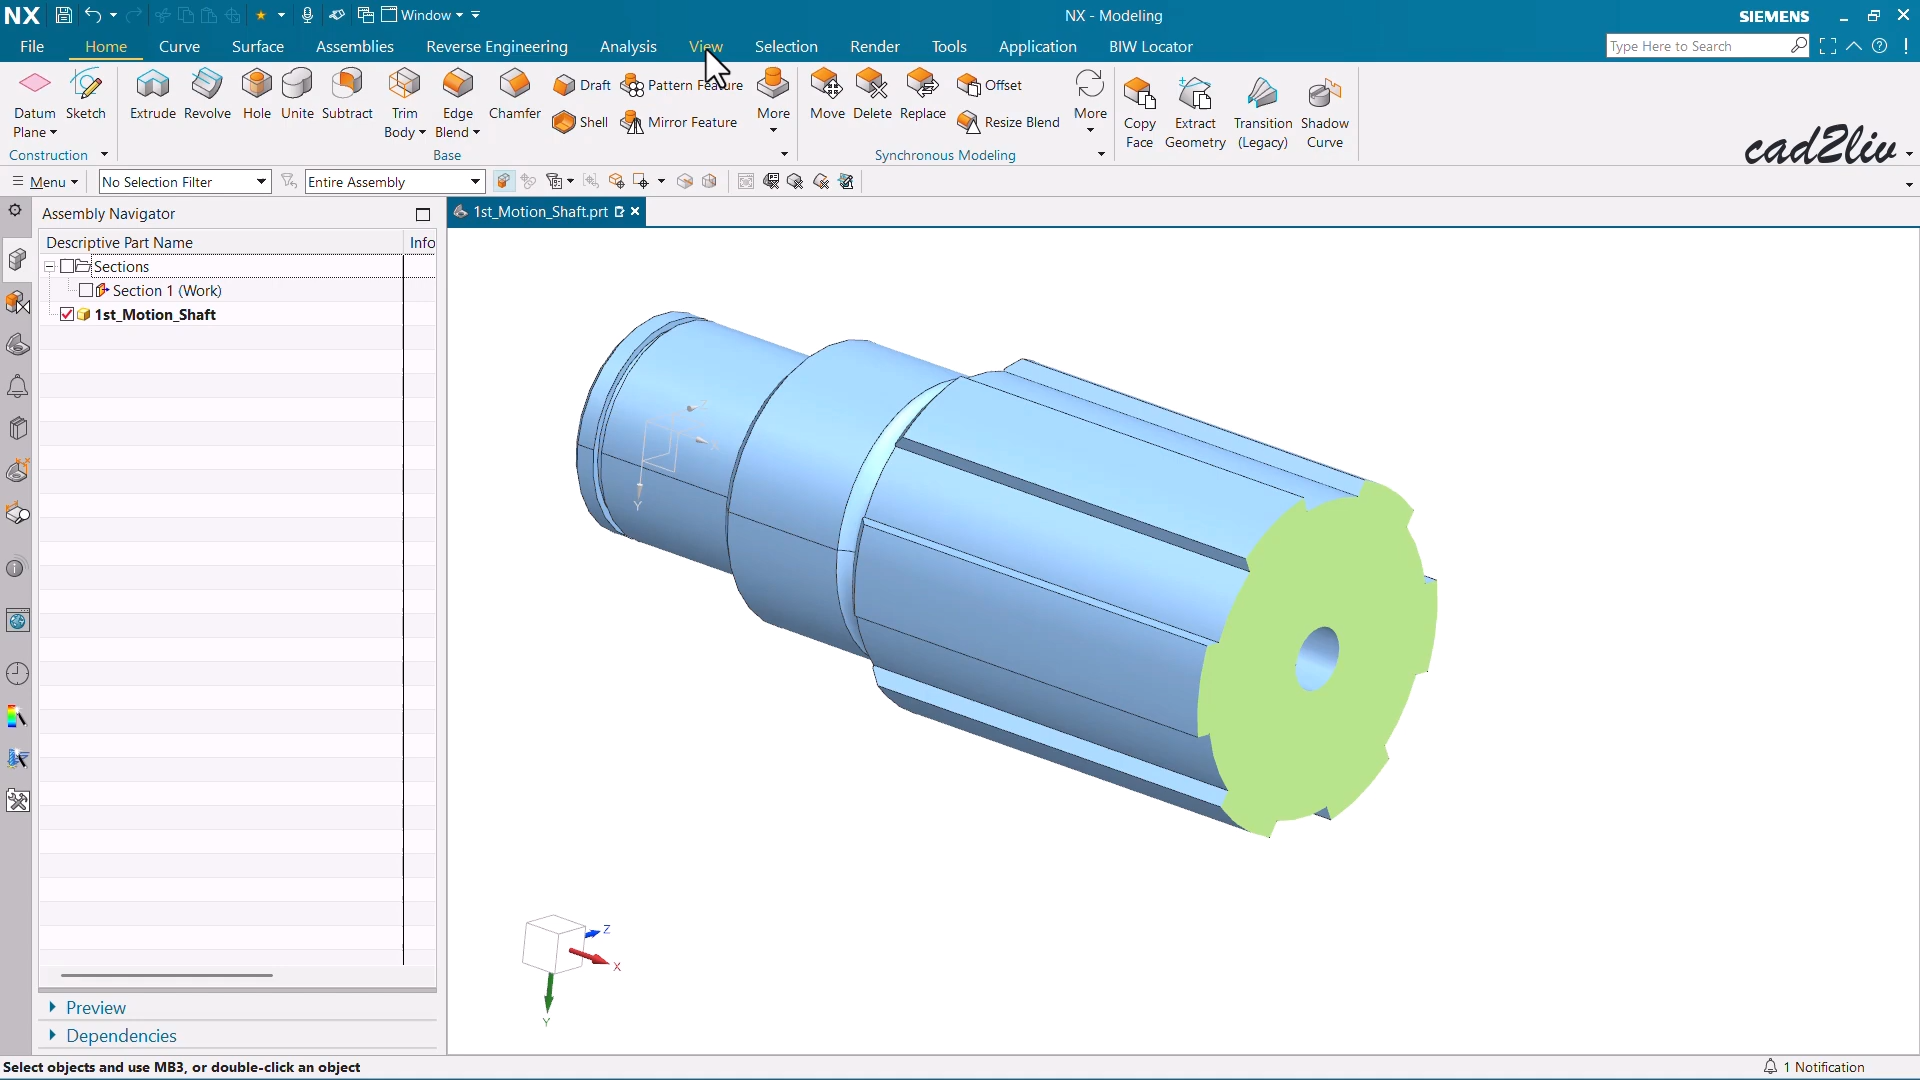 NX Window NX - Modeling SIEMENS
File Home Curve Surface Assemblies Reverse Engineering Analysis View Selection Render Tools Application BIW Locator Type Here to Search
Datum Plane Sketch Extrude Revolve Hole Unite Subtract Trim Body Edge Blend Chamfer Draft Shell Pattern Feature Mirror Feature More Move Delete Replace Offset Resize Blend More Copy Face Extract Geometry Transition (Legacy) Shadow Curve
Construction Base Synchronous Modeling cad2liv
Menu No Selection Filter Entire Assembly
Assembly Navigator 1st_Motion_Shaft.prt
Descriptive Part Name Info
Sections
Section 1 (Work)
1st_Motion_Shaft
Y
Z
X
Y
Preview
Dependencies
Select objects and use MB3, or double-click an object 1 Notification